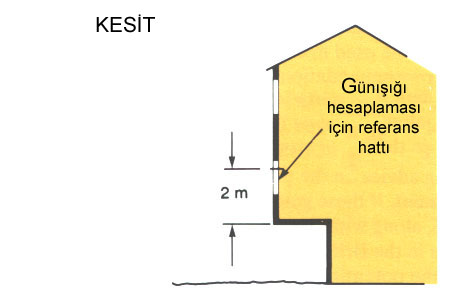 KESİT
Günışığı
hesaplaması
için referans
hattı
2 m